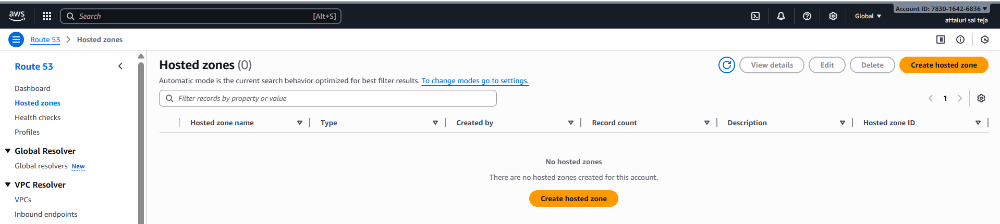 aws
Search [Alt+S]
Global
Account ID: 7830-1642-6836
attaluri sai teja
Route 53 > Hosted zones
Route 53
Dashboard
Hosted zones
Health checks
Profiles
Global Resolver
Global resolvers New
VPC Resolver
VPCs
Inbound endpoints
Hosted zones (0)
View details
Edit
Delete
Create hosted zone
Automatic mode is the current search behavior optimized for best filter results. To change modes go to settings.
Filter records by property or value
1
Hosted zone name Type Created by Record count Description Hosted zone ID
No hosted zones
There are no hosted zones created for this account.
Create hosted zone